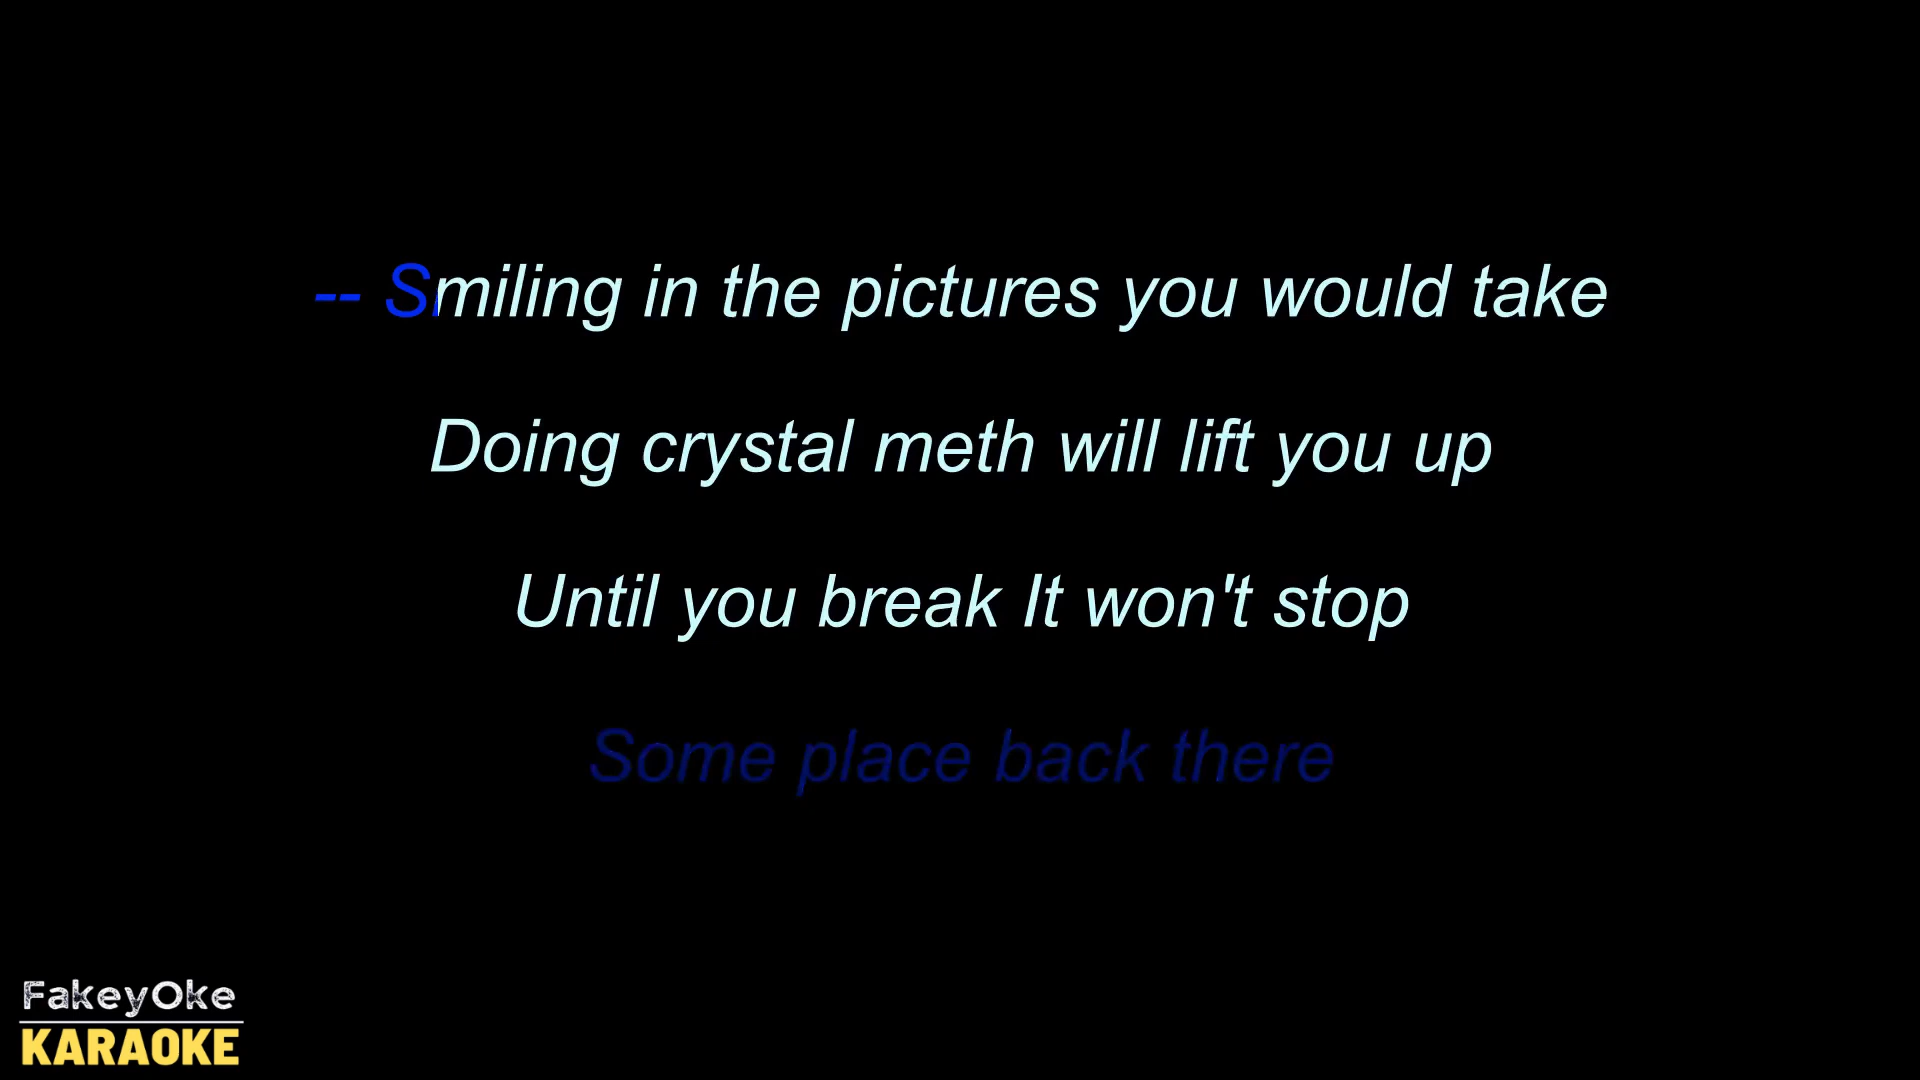 -- Smiling in the pictures you would take
Doing crystal meth will lift you up
Until you break It won't stop
Some place back there
FakeyOke
KARAOKE